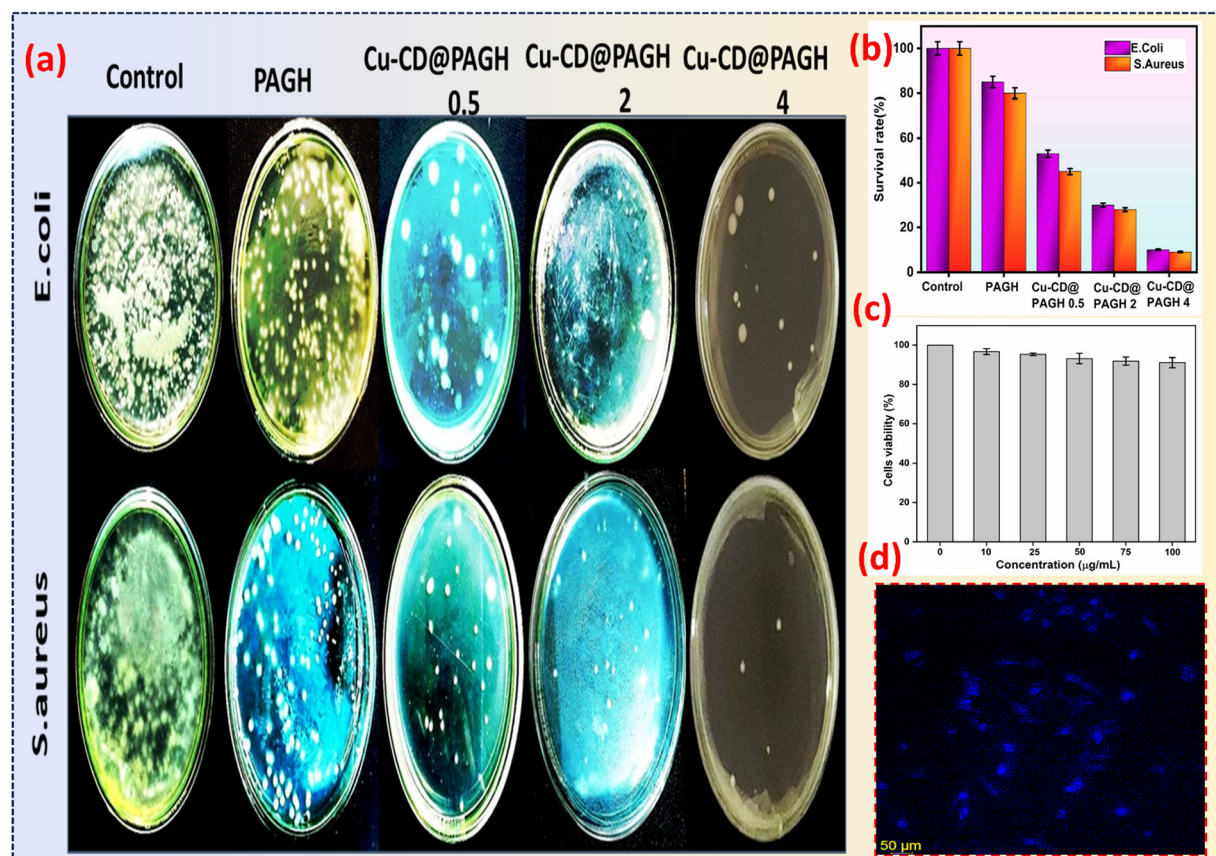 (a)
Control
PAGH
Cu-CD@PAGH
0.5
Cu-CD@PAGH
2
Cu-CD@PAGH
4
E.coli
S.aureus
(b)
Survival rate(%)
100
80
60
40
20
0
E.Coli
S.Aureus
Control
PAGH
Cu-CD@
PAGH 0.5
Cu-CD@
PAGH 2
Cu-CD@
PAGH 4
(c)
Cells viability (%)
100
80
60
40
20
0
0
10
25
50
75
100
Concentration (μg/mL)
(d)
50 μm